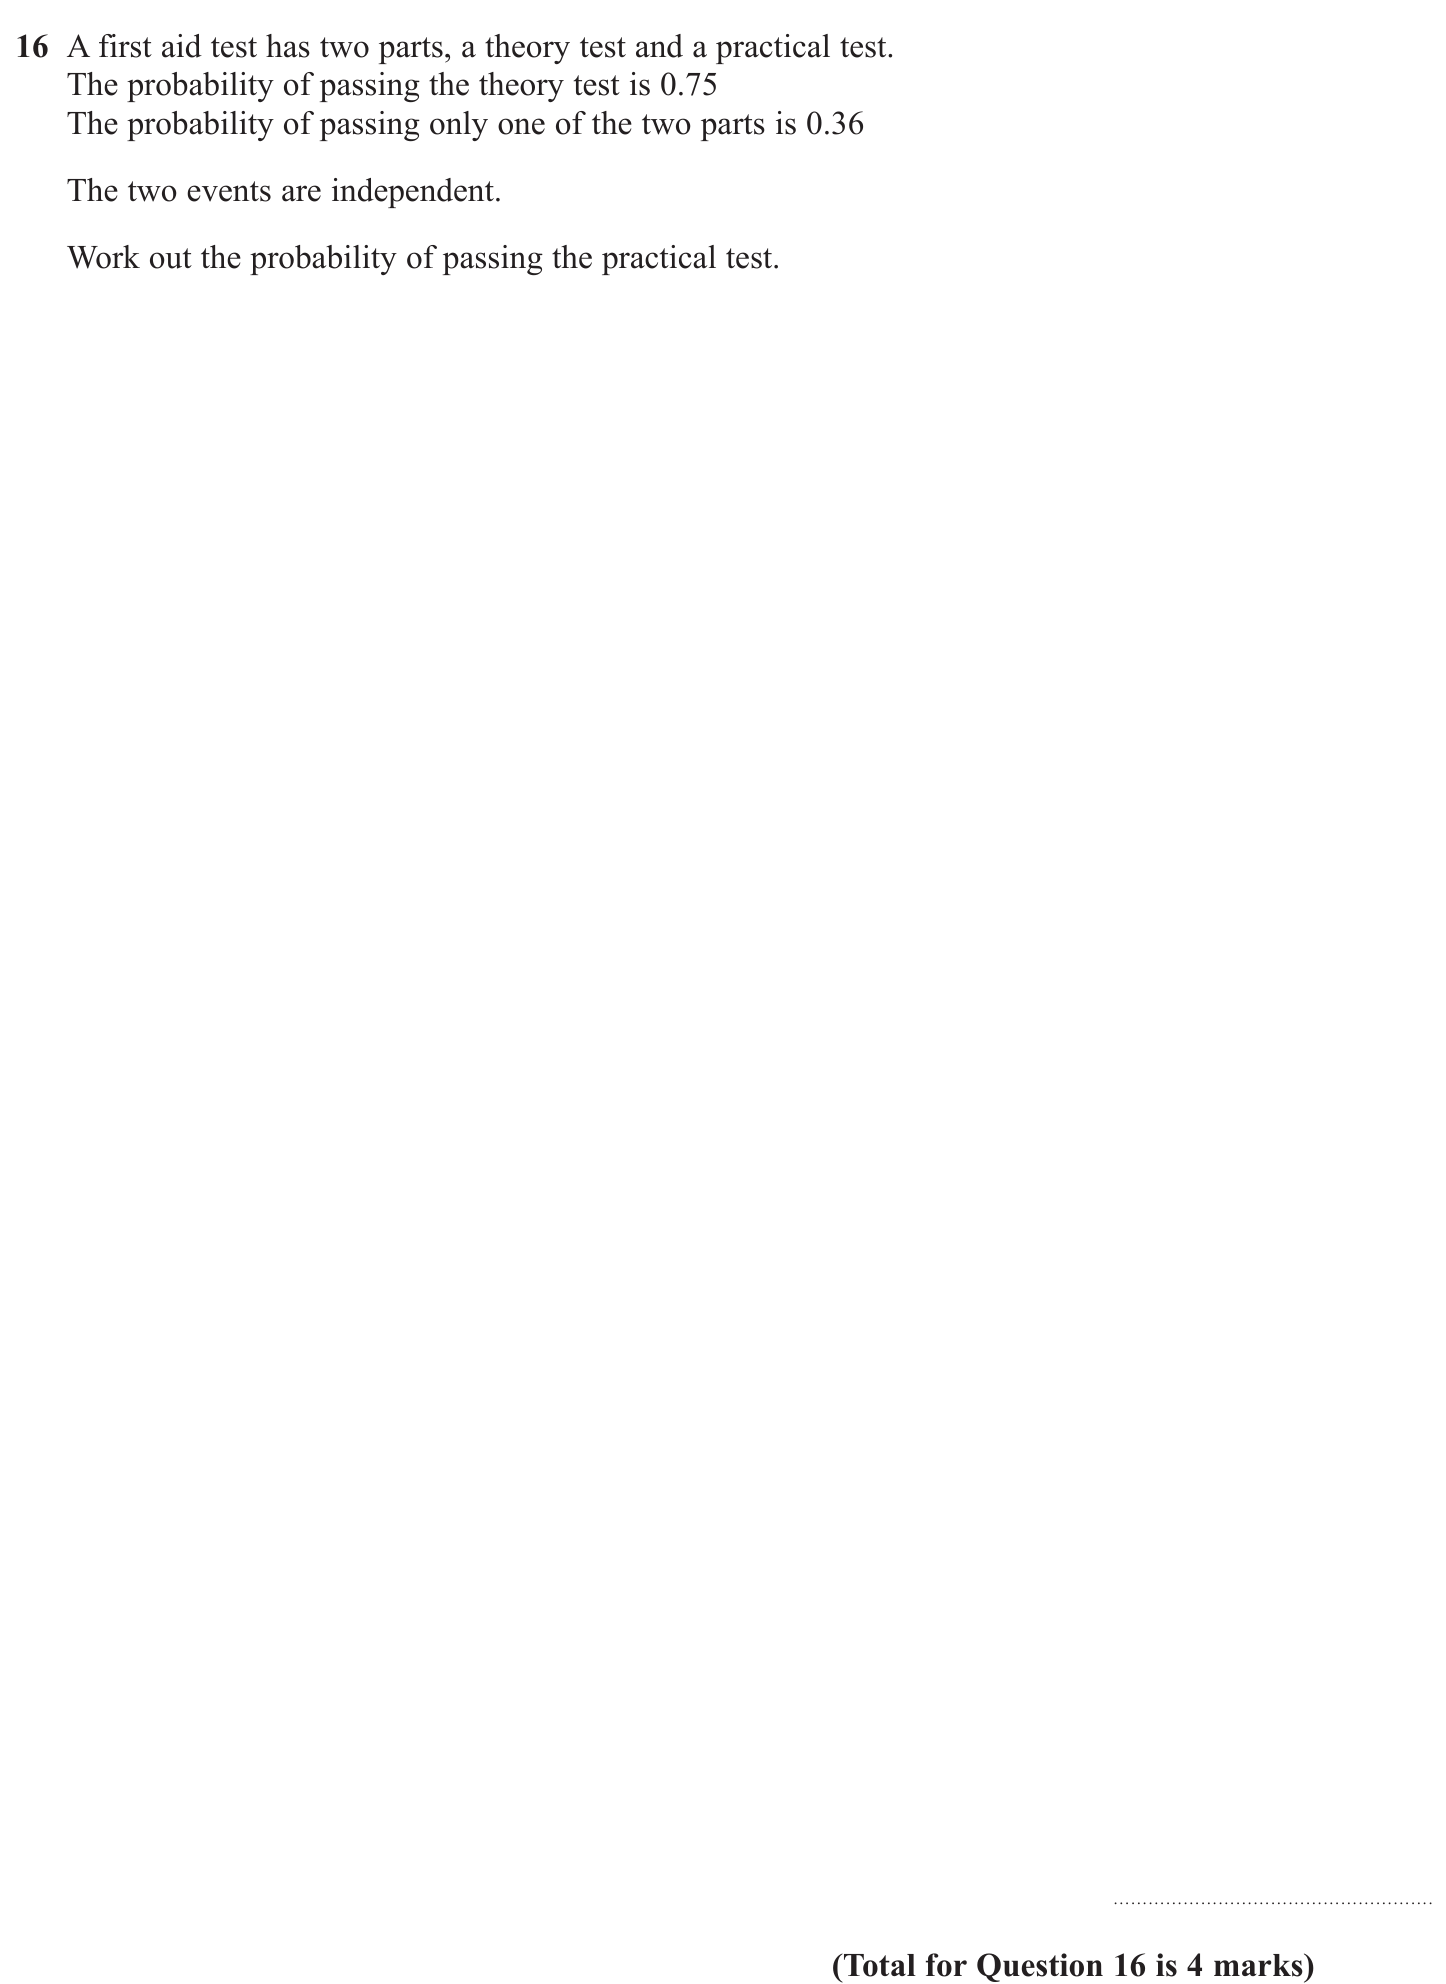 16 A first aid test has two parts, a theory test and a practical test.
The probability of passing the theory test is 0.75
The probability of passing only one of the two parts is 0.36
The two events are independent.
Work out the probability of passing the practical test.
(Total for Question 16 is 4 marks)